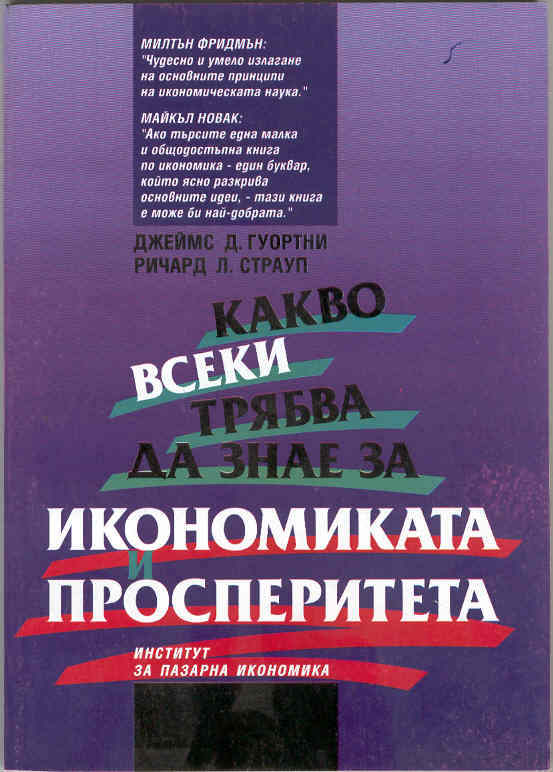 МИЛТЪН ФРИДМЪН:
"Чудесно и умело излагане
на основните принципи
на икономическата наука."
МАЙКЪЛ НОВАК:
"Ако търсите една малка
и общодостъпна книга
по икономика - един буквар,
който ясно разкрива
основните идеи, - тази книга
е може би най-добрата."
ДЖЕЙМС Д. ГУОРТНИ
РИЧАРД Л. СТРАУП
КАКВО
ВСЕКИ
ТРЯБВА
ДА ЗНАЕ ЗА
ИКОНОМИКАТА
И
ПРОСПЕРИТЕТА
ИНСТИТУТ
ЗА ПАЗАРНА ИКОНОМИКА